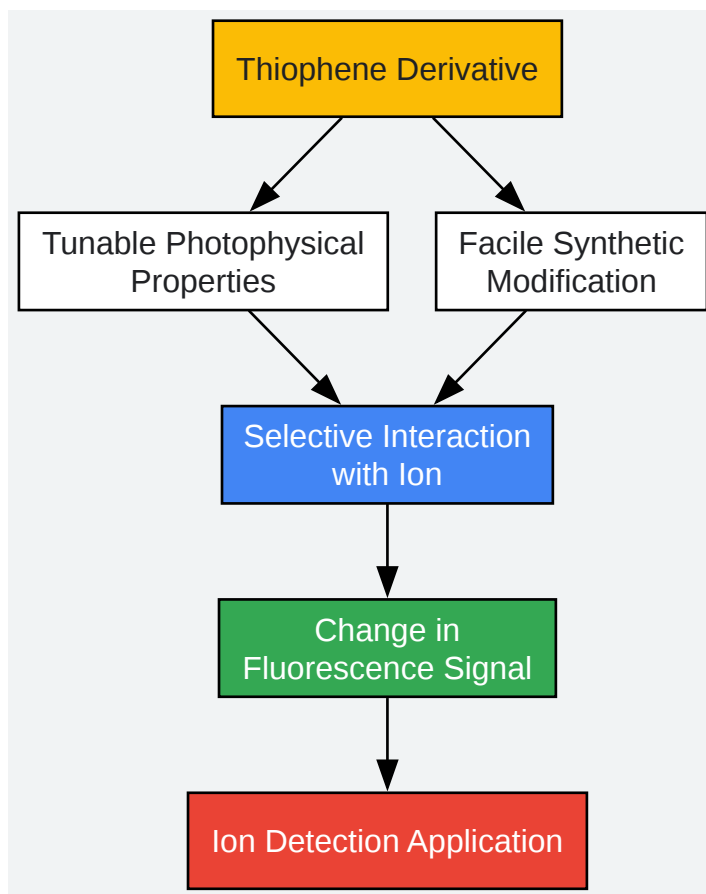 Thiophene Derivative
Tunable Photophysical
Properties
Facile Synthetic
Modification
Selective Interaction
with Ion
Change in
Fluorescence Signal
Ion Detection Application